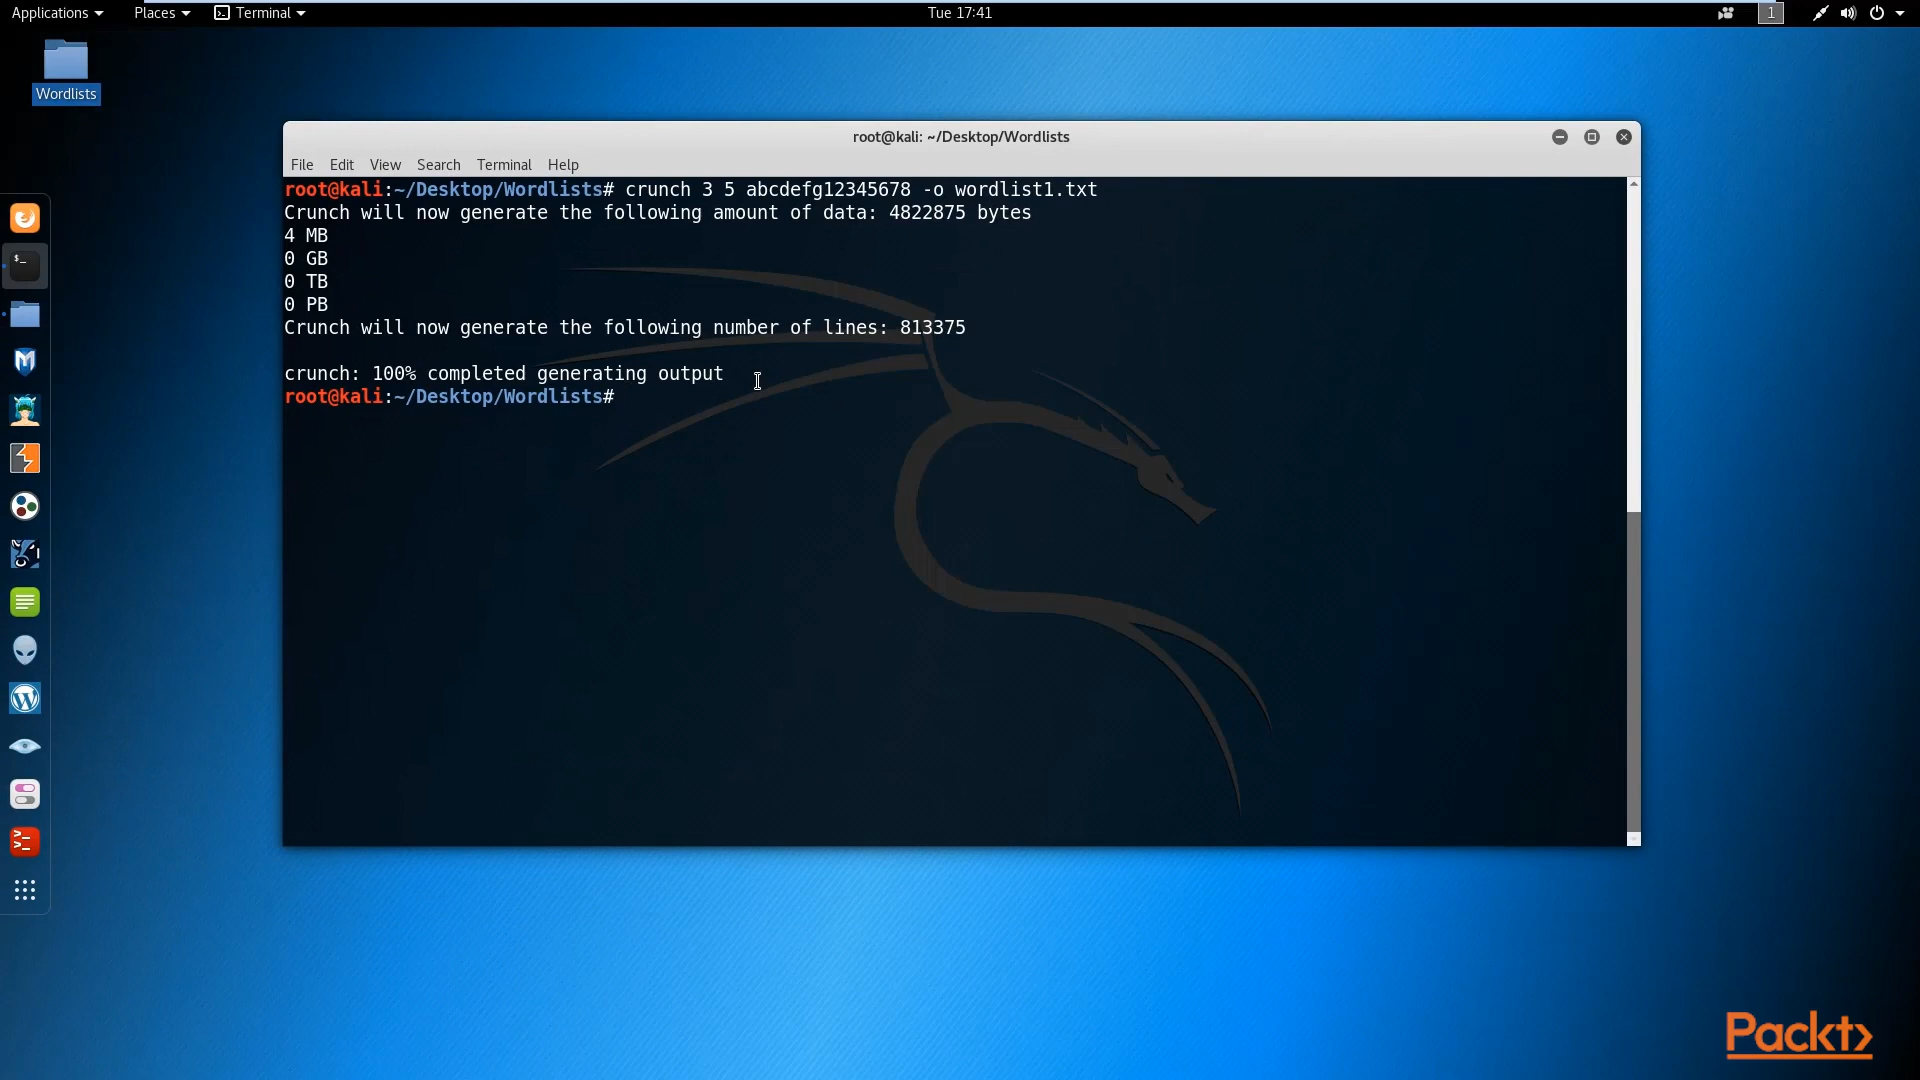 Applications Places Terminal Tue 17:41 1
Wordlists
root@kali: ~/Desktop/Wordlists
File Edit View Search Terminal Help
root@kali:~/Desktop/Wordlists# crunch 3 5 abcdefg12345678 -o wordlist1.txt
Crunch will now generate the following amount of data: 4822875 bytes
4 MB
0 GB
0 TB
0 PB
Crunch will now generate the following number of lines: 813375
crunch: 100% completed generating output
root@kali:~/Desktop/Wordlists#
Packt>